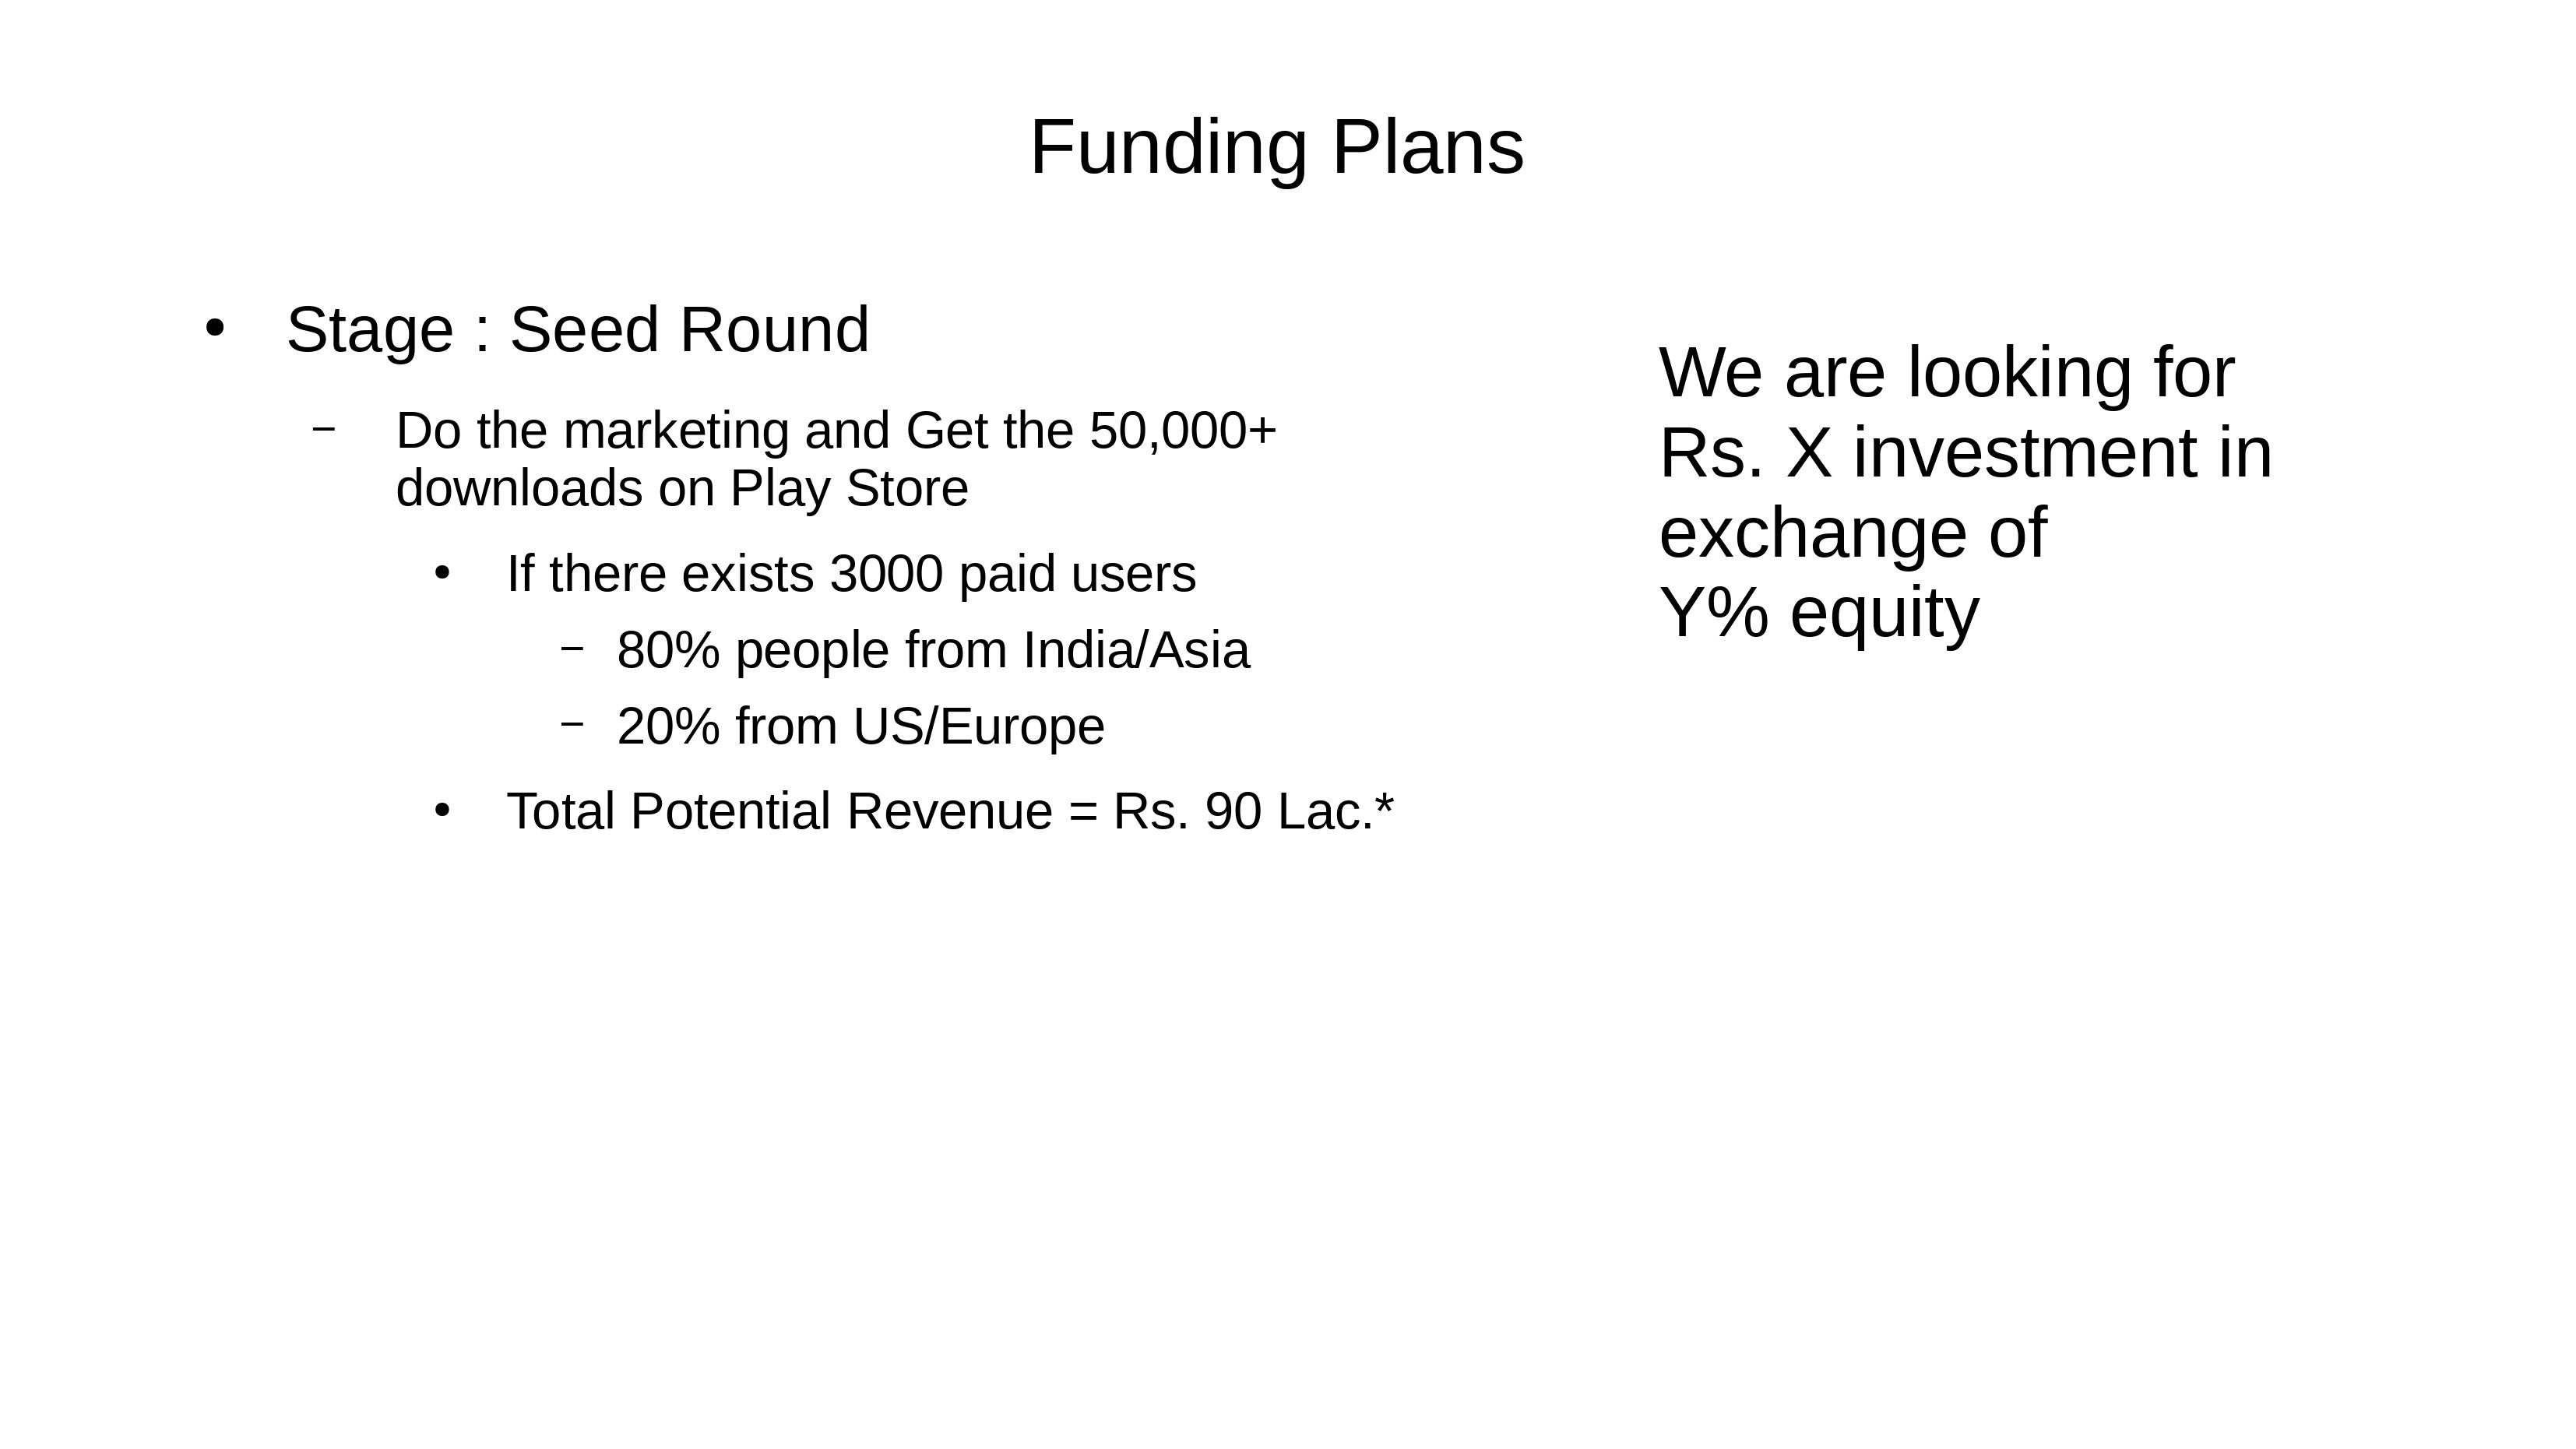 Funding Plans
• Stage : Seed Round
– Do the marketing and Get the 50,000+
downloads on Play Store
• If there exists 3000 paid users
– 80% people from India/Asia
– 20% from US/Europe
• Total Potential Revenue = Rs. 90 Lac.*
We are looking for
Rs. X investment in
exchange of
Y% equity